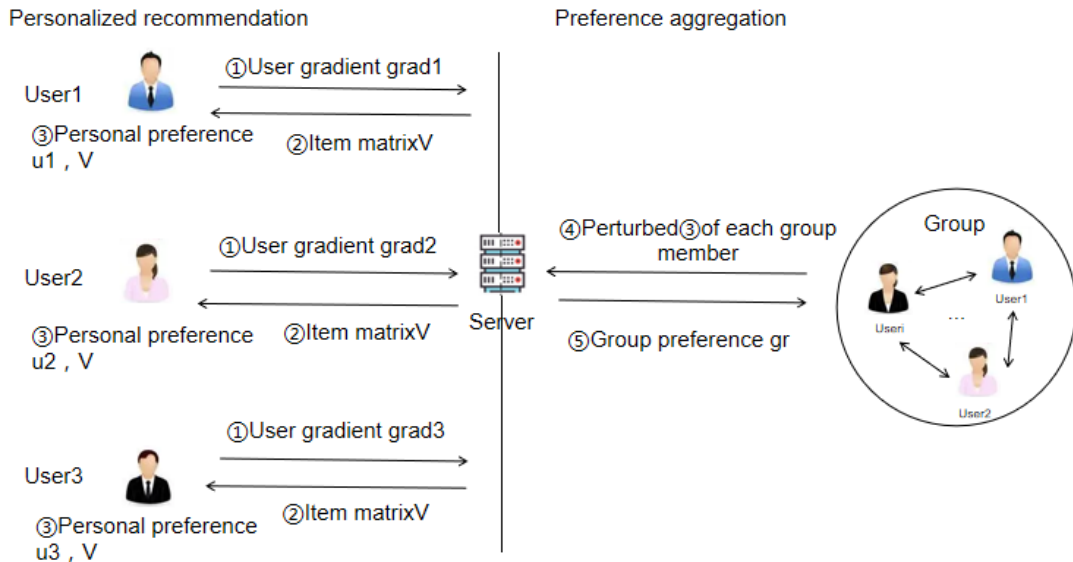 Personalized recommendation
Preference aggregation
①User gradient grad1
User1
②Item matrixV
③Personal preference
u1 , V
①User gradient grad2
User2
②Item matrixV
③Personal preference
u2 , V
①User gradient grad3
User3
②Item matrixV
③Personal preference
u3 , V
Server
④Perturbed③of each group
member
⑤Group preference gr
Group
User1
Useri
...
User2